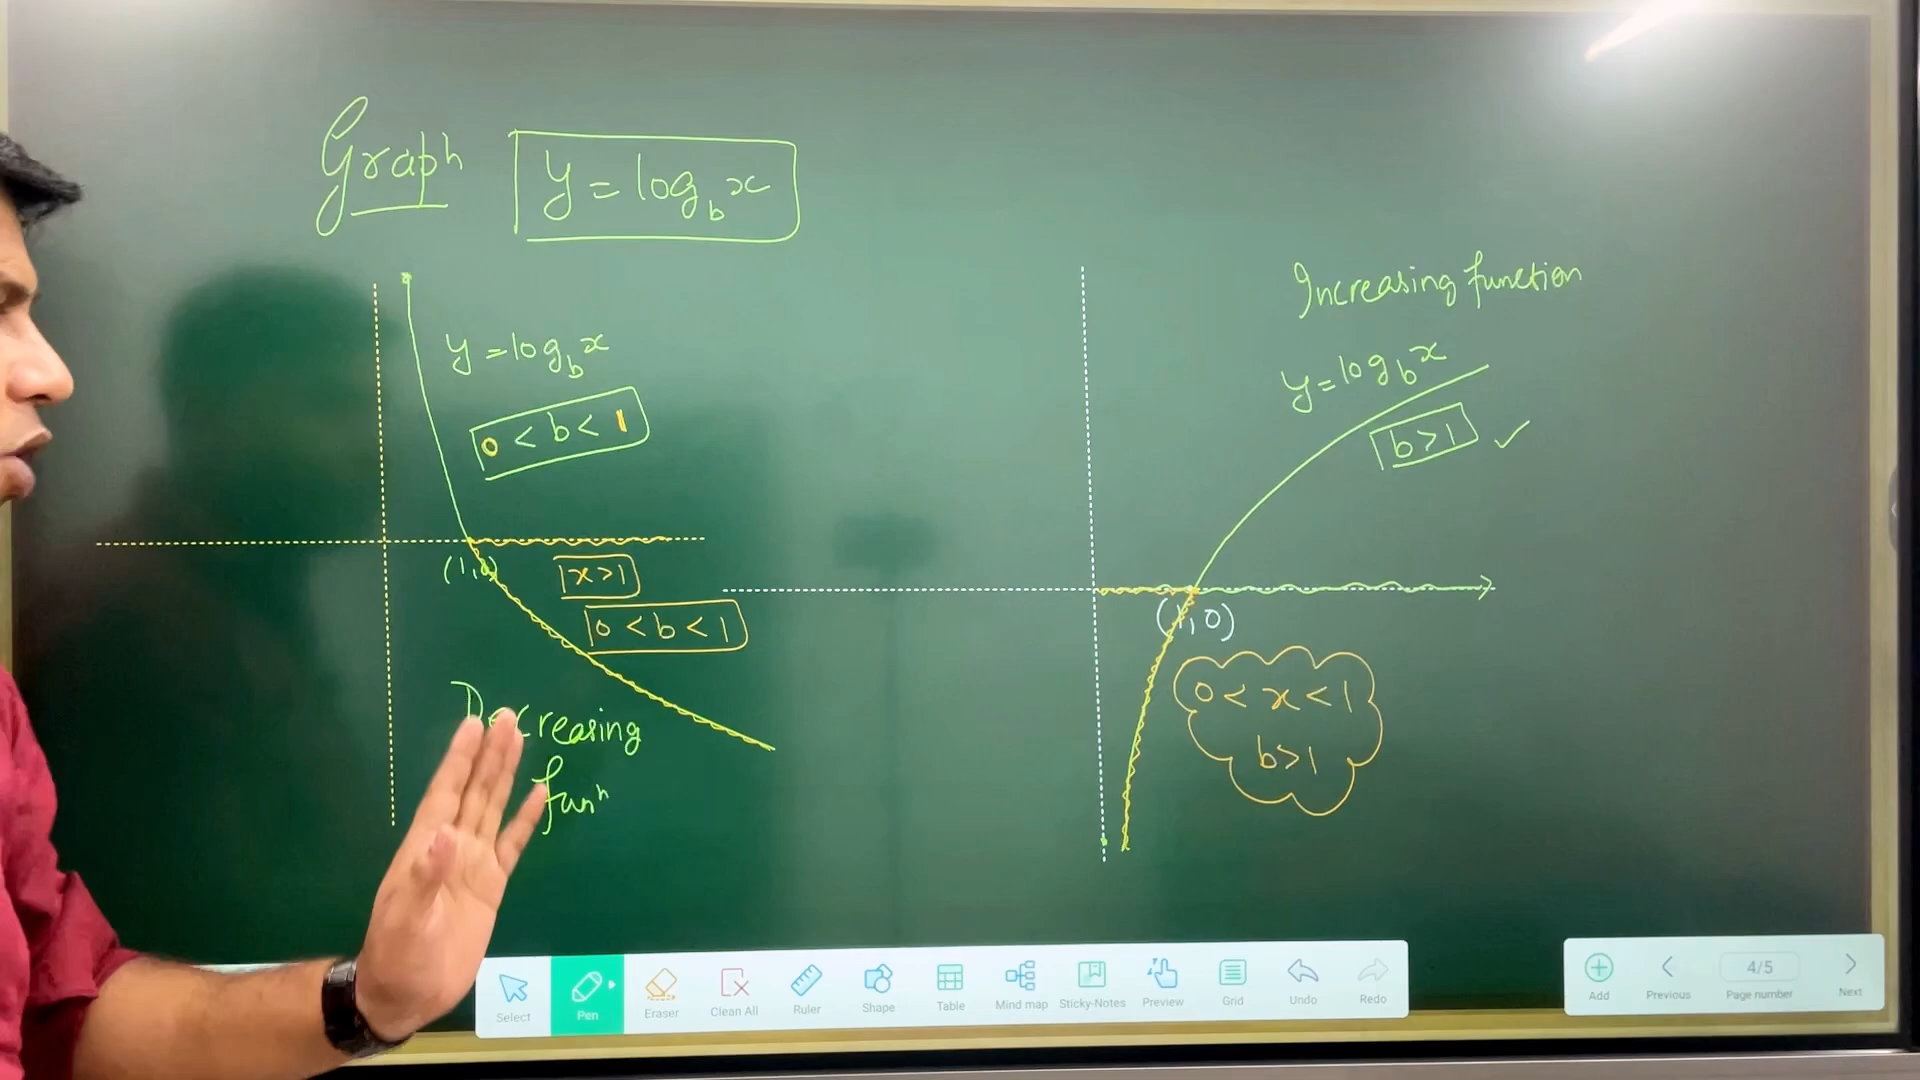 Graph y = log_b x
y = log_b x
0 < b < 1
(1,0)
x>1
0 < b < 1
Decreasing
funⁿ
Increasing function
y = log_b x
b>1 ✓
(1,0)
0 < x < 1
b>1
Select Pen Eraser Clean All Ruler Shape Table Mind map Sticky-Notes Preview Grid Undo Redo
Add Previous 4/5 Page number Next